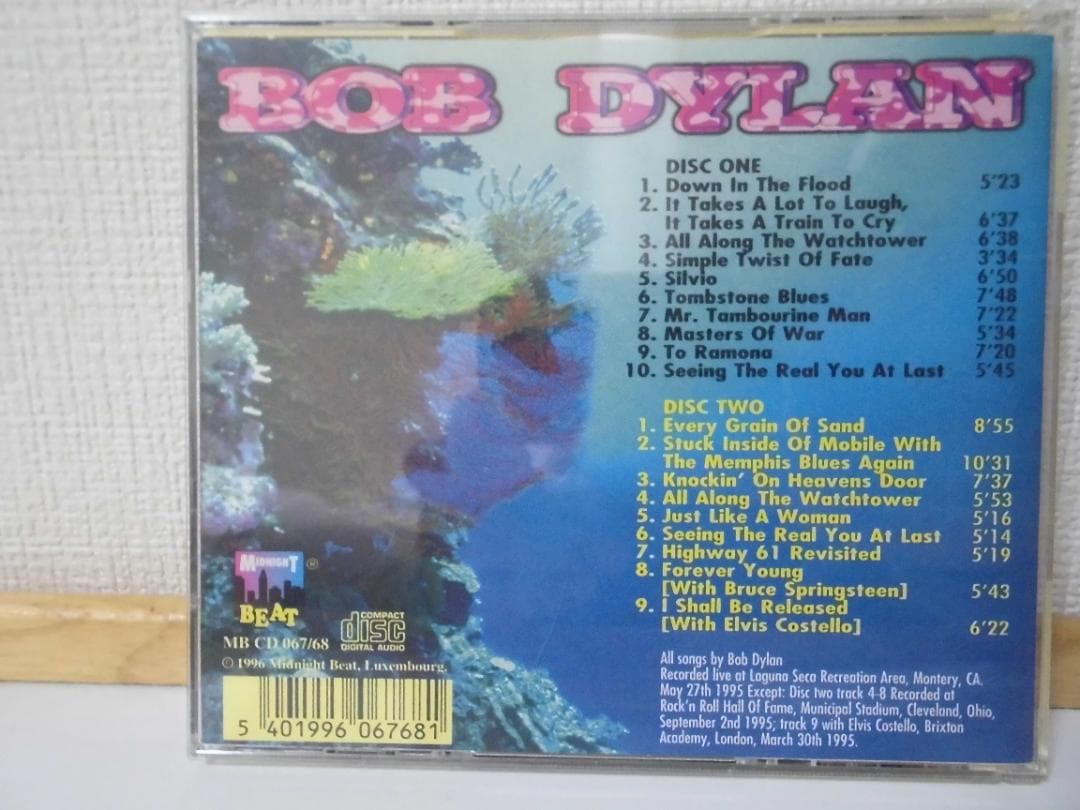 BOB DYLAN
DISC ONE
1. Down In The Flood 5'23
2. It Takes A Lot To Laugh,
It Takes A Train To Cry 6'37
3. All Along The Watchtower 6'38
4. Simple Twist Of Fate 3'34
5. Silvio 6'50
6. Tombstone Blues 7'48
7. Mr. Tambourine Man 7'22
8. Masters Of War 5'34
9. To Ramona 7'20
10. Seeing The Real You At Last 5'45
DISC TWO
1. Every Grain Of Sand 8'55
2. Stuck Inside Of Mobile With
The Memphis Blues Again 10'31
3. Knockin' On Heavens Door 7'37
4. All Along The Watchtower 5'53
5. Just Like A Woman 5'16
6. Seeing The Real You At Last 5'14
7. Highway 61 Revisited 5'19
8. Forever Young
[With Bruce Springsteen] 5'43
9. I Shall Be Released
[With Elvis Costello] 6'22
All songs by Bob Dylan
Recorded live at Laguna Seca Recreation Area, Montery, CA.
May 27th 1995 Except: Disc two track 4-8 Recorded at
Rock'n Roll Hall Of Fame, Municipal Stadium, Cleveland, Ohio,
September 2nd 1995; track 9 with Elvis Costello, Brixton
Academy, London, March 30th 1995.
MIDNIGHT ®
BEAT
COMPACT
disc
DIGITAL AUDIO
MB CD 067/68
© 1996 Midnight Beat, Luxembourg.
5 401996 067681